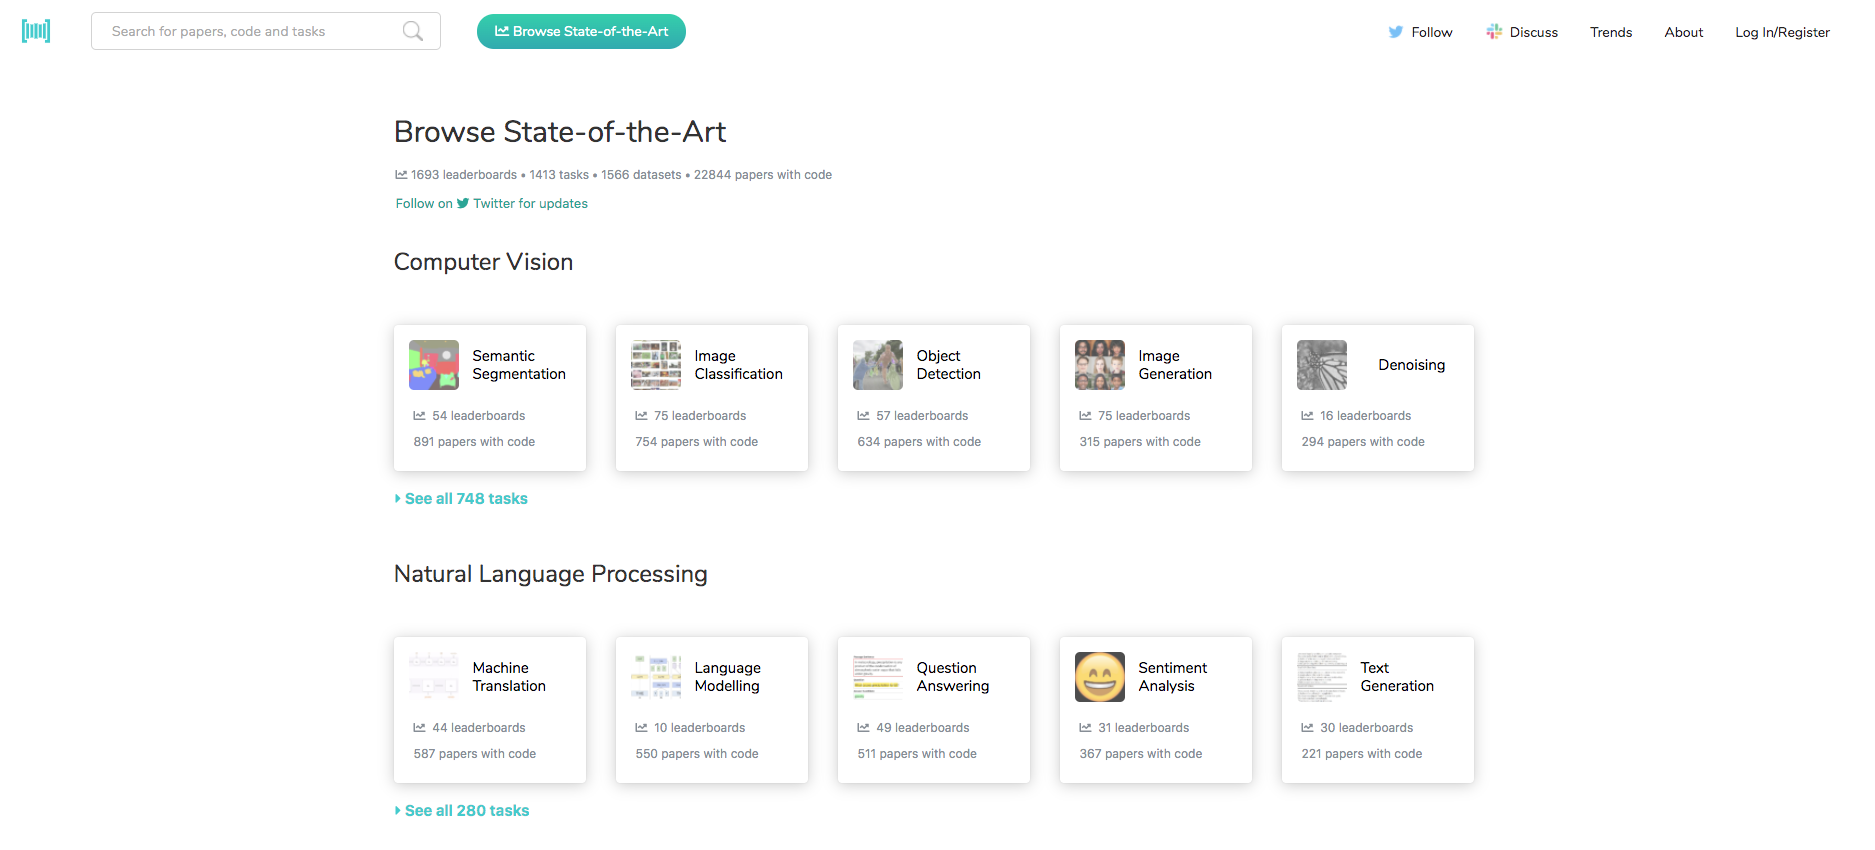 Search for papers, code and tasks
Browse State-of-the-Art
Follow
Discuss
Trends
About
Log In/Register
Browse State-of-the-Art
1693 leaderboards • 1413 tasks • 1566 datasets • 22844 papers with code
Follow on Twitter for updates
Computer Vision
Semantic
Segmentation
54 leaderboards
891 papers with code
Image
Classification
75 leaderboards
754 papers with code
Object
Detection
57 leaderboards
634 papers with code
Image
Generation
75 leaderboards
315 papers with code
Denoising
16 leaderboards
294 papers with code
See all 748 tasks
Natural Language Processing
Machine
Translation
44 leaderboards
587 papers with code
Language
Modelling
10 leaderboards
550 papers with code
Question
Answering
49 leaderboards
511 papers with code
Sentiment
Analysis
31 leaderboards
367 papers with code
Text
Generation
30 leaderboards
221 papers with code
See all 280 tasks